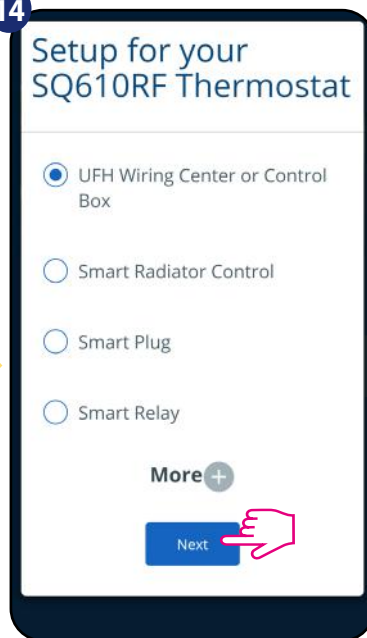 14
Setup for your
SQ610RF Thermostat
UFH Wiring Center or Control
Box
Smart Radiator Control
Smart Plug
Smart Relay
More
Next